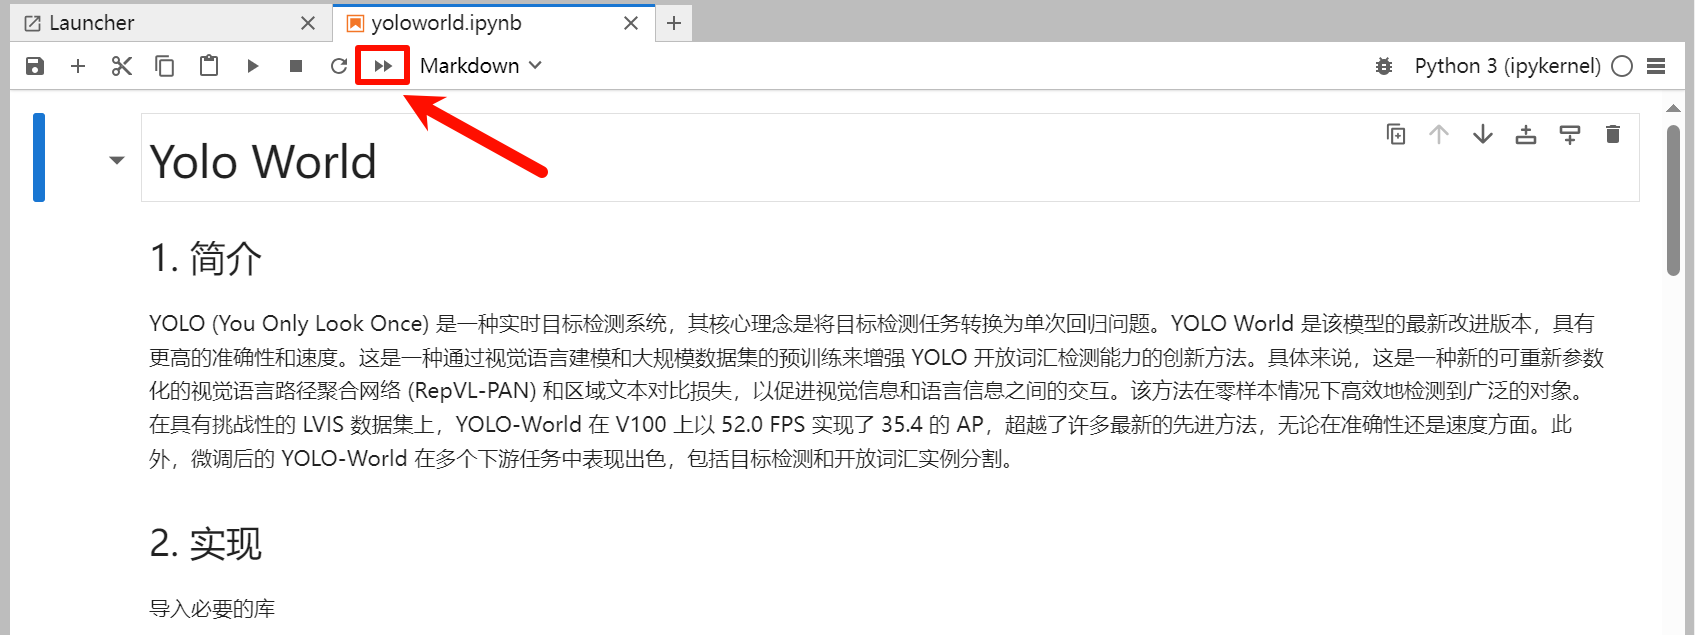 Launcher
yoloworld.ipynb
Markdown
Python 3 (ipykernel)
Yolo World
1. 简介
YOLO (You Only Look Once) 是一种实时目标检测系统，其核心理念是将目标检测任务转换为单次回归问题。YOLO World 是该模型的最新改进版本，具有
更高的准确性和速度。这是一种通过视觉语言建模和大规模数据集的预训练来增强 YOLO 开放词汇检测能力的创新方法。具体来说，这是一种新的可重新参数
化的视觉语言路径聚合网络 (RepVL-PAN) 和区域文本对比损失，以促进视觉信息和语言信息之间的交互。该方法在零样本情况下高效地检测到广泛的对象。
在具有挑战性的 LVIS 数据集上，YOLO-World 在 V100 上以 52.0 FPS 实现了 35.4 的 AP，超越了许多最新的先进方法，无论在准确性还是速度方面。此
外，微调后的 YOLO-World 在多个下游任务中表现出色，包括目标检测和开放词汇实例分割。
2. 实现
导入必要的库